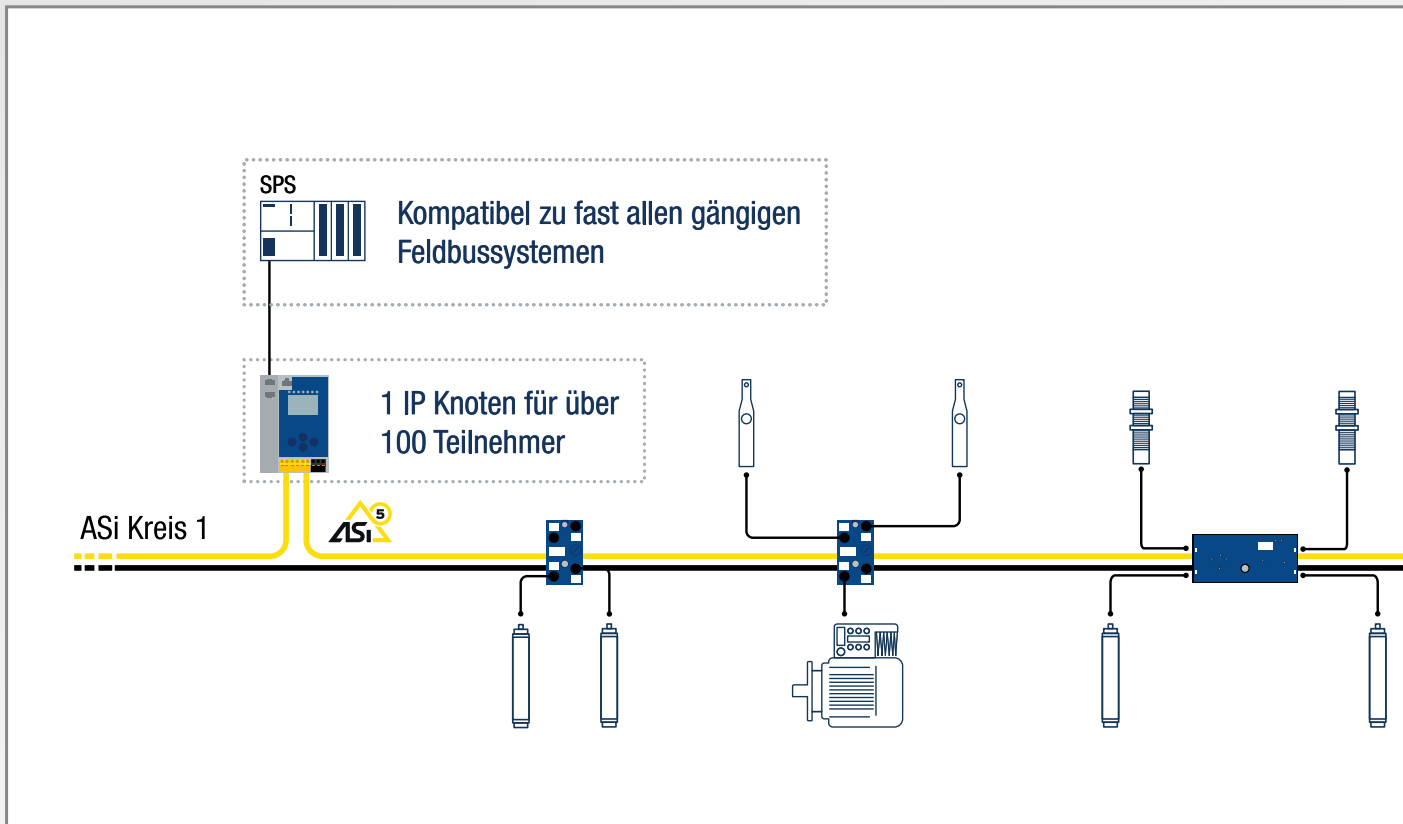 SPS
Kompatibel zu fast allen gängigen
Feldbussystemen
1 IP Knoten für über
100 Teilnehmer
ASi Kreis 1
ASi 5